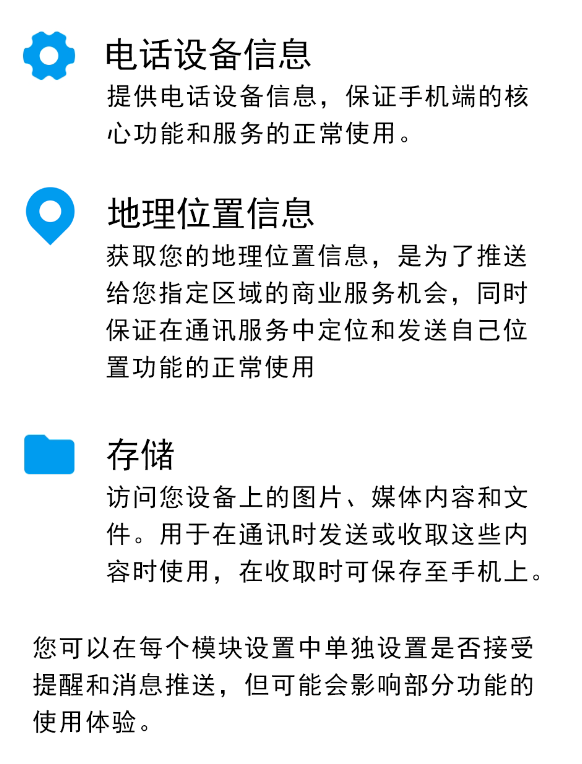 电话设备信息
提供电话设备信息，保证手机端的核
心功能和服务的正常使用。
地理位置信息
获取您的地理位置信息，是为了推送
给您指定区域的商业服务机会，同时
保证在通讯服务中定位和发送自己位
置功能的正常使用
存储
访问您设备上的图片、媒体内容和文
件。用于在通讯时发送或收取这些内
容时使用，在收取时可保存至手机上。
您可以在每个模块设置中单独设置是否接受
提醒和消息推送，但可能会影响部分功能的
使用体验。